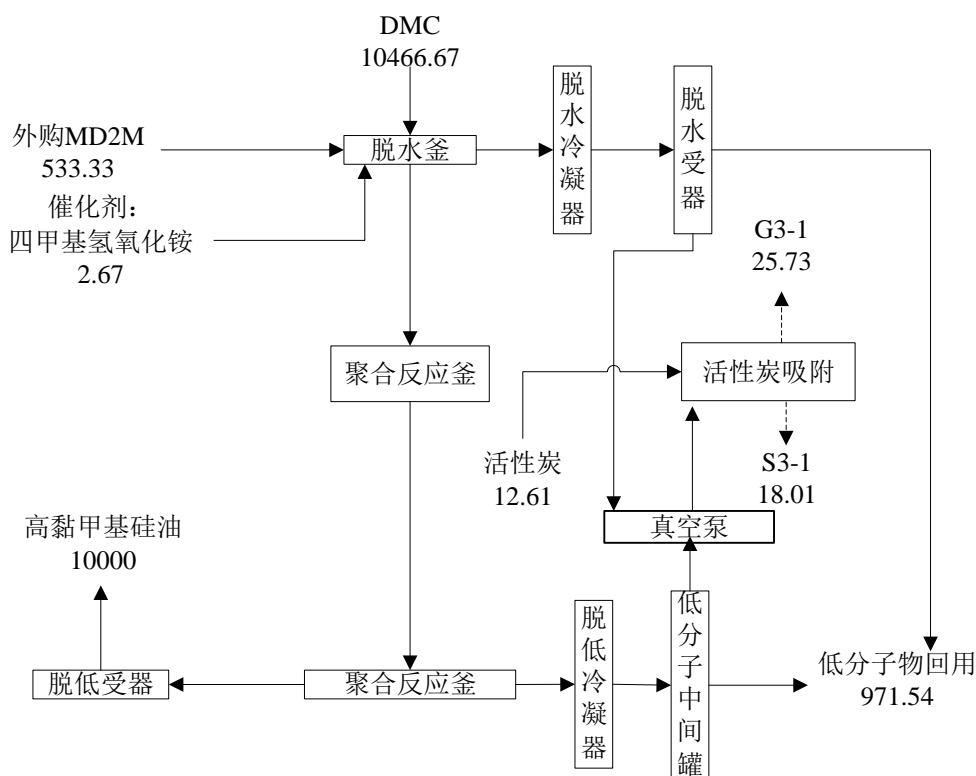 DMC
10466.67
外购MD2M
533.33
脱水釜
脱水冷凝器
脱水受器
催化剂：
四甲基氢氧化铵
2.67
G3-1
25.73
聚合反应釜
活性炭吸附
活性炭
12.61
S3-1
18.01
高黏甲基硅油
10000
真空泵
脱低受器
聚合反应釜
脱低冷凝器
低分子中间罐
低分子物回用
971.54